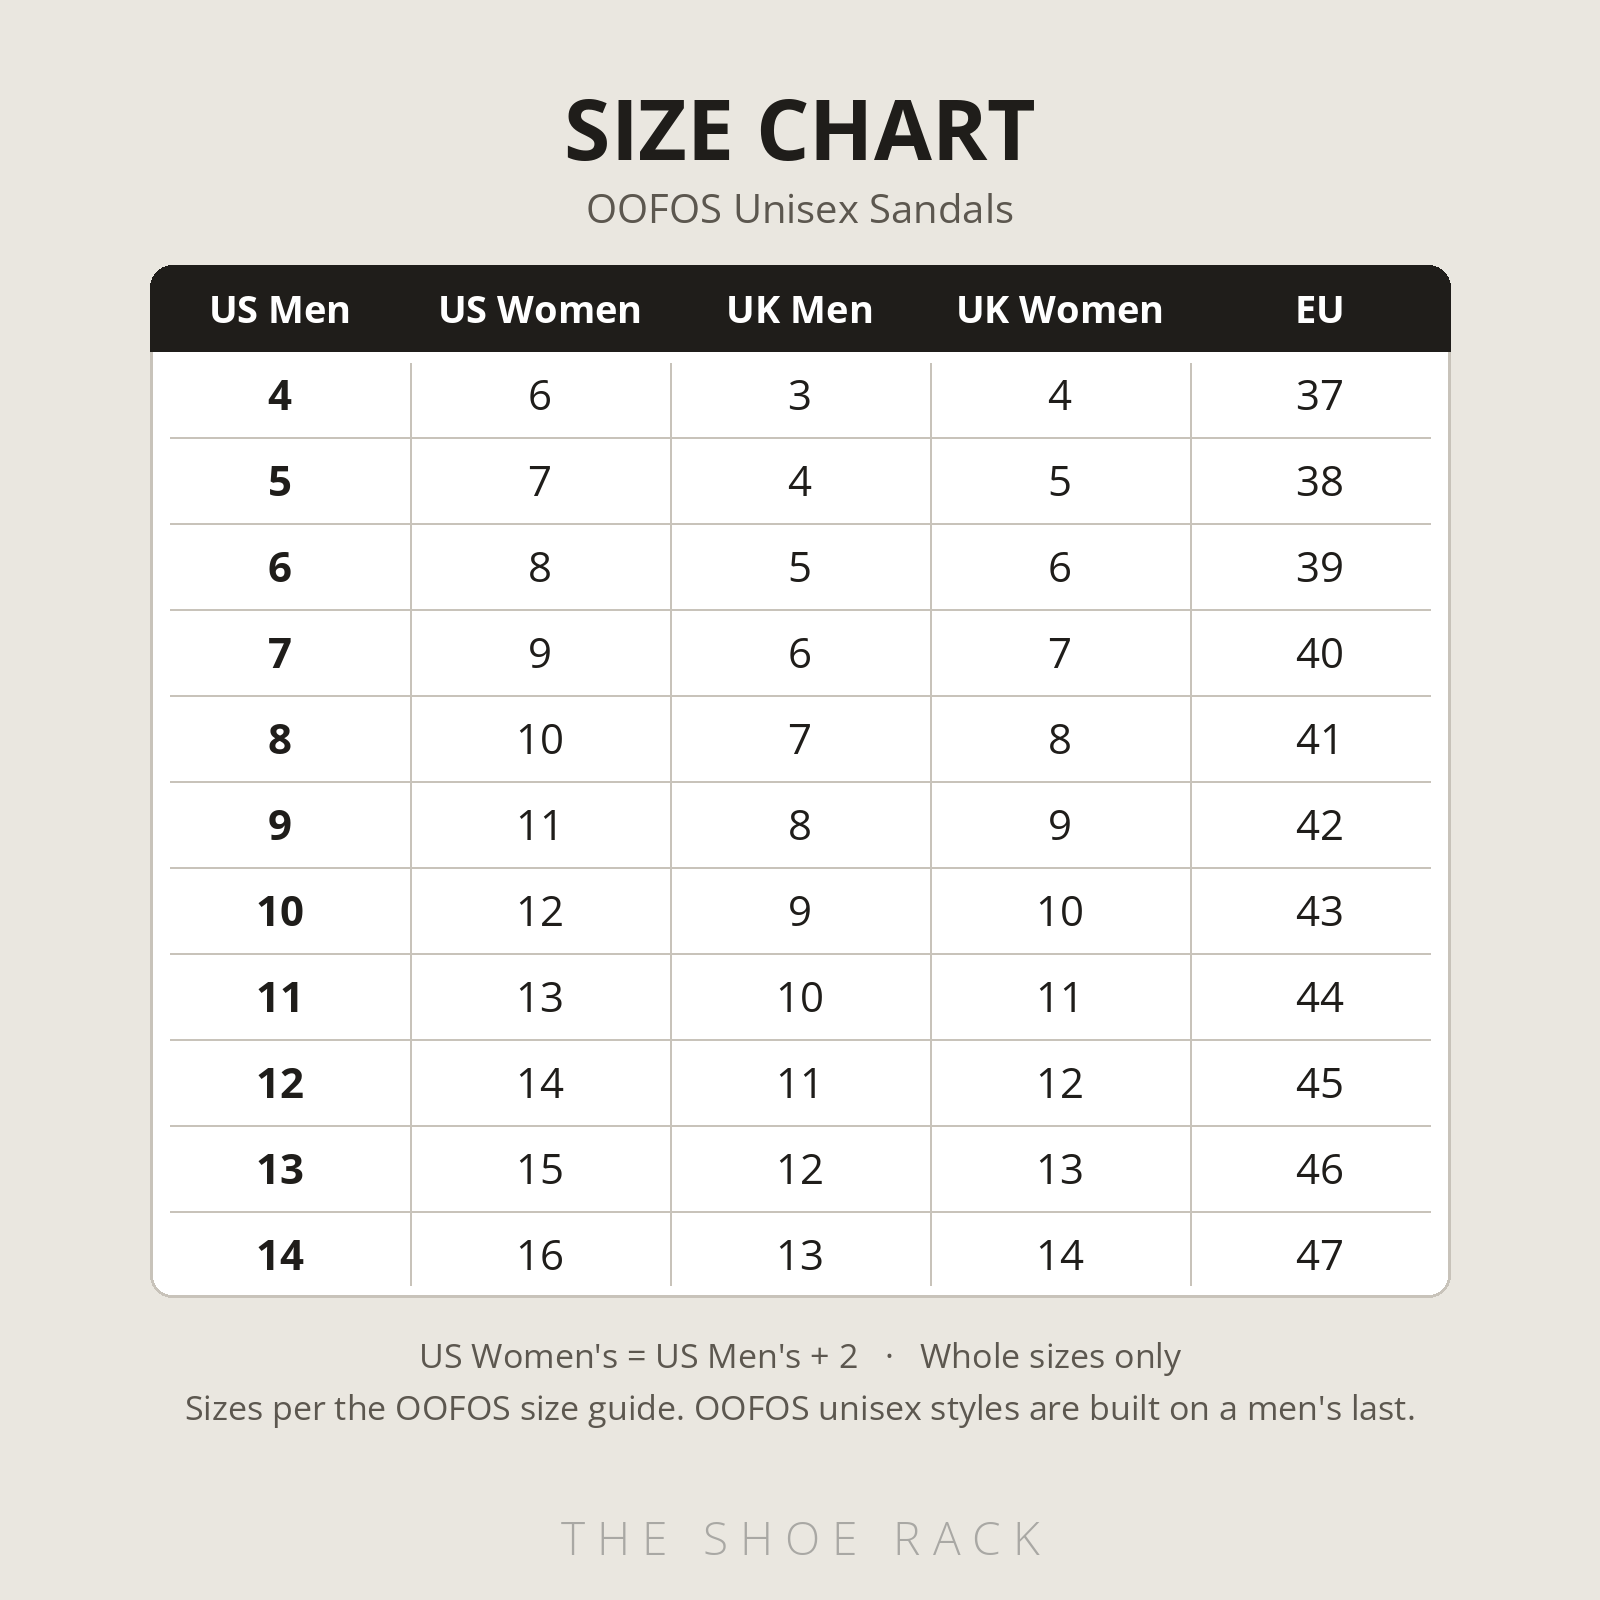 SIZE CHART
OOFOS Unisex Sandals
US Men US Women UK Men UK Women EU
4 6 3 4 37
5 7 4 5 38
6 8 5 6 39
7 9 6 7 40
8 10 7 8 41
9 11 8 9 42
10 12 9 10 43
11 13 10 11 44
12 14 11 12 45
13 15 12 13 46
14 16 13 14 47
US Women's = US Men's + 2 · Whole sizes only
Sizes per the OOFOS size guide. OOFOS unisex styles are built on a men's last.
THE SHOE RACK